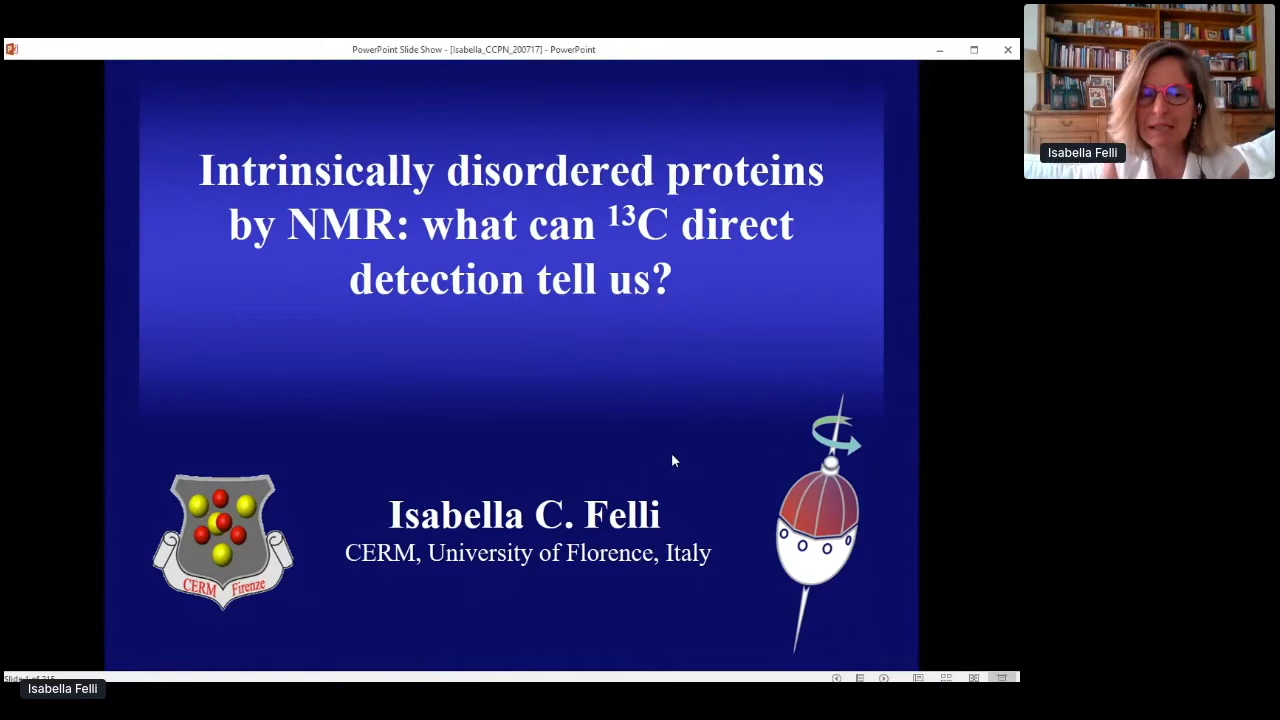 PowerPoint Slide Show - [Isabella_CCPN_200717] - PowerPoint
Intrinsically disordered proteins
by NMR: what can ¹³C direct
detection tell us?
Isabella C. Felli
CERM, University of Florence, Italy
CERM Firenze
Isabella Felli
Isabella Felli